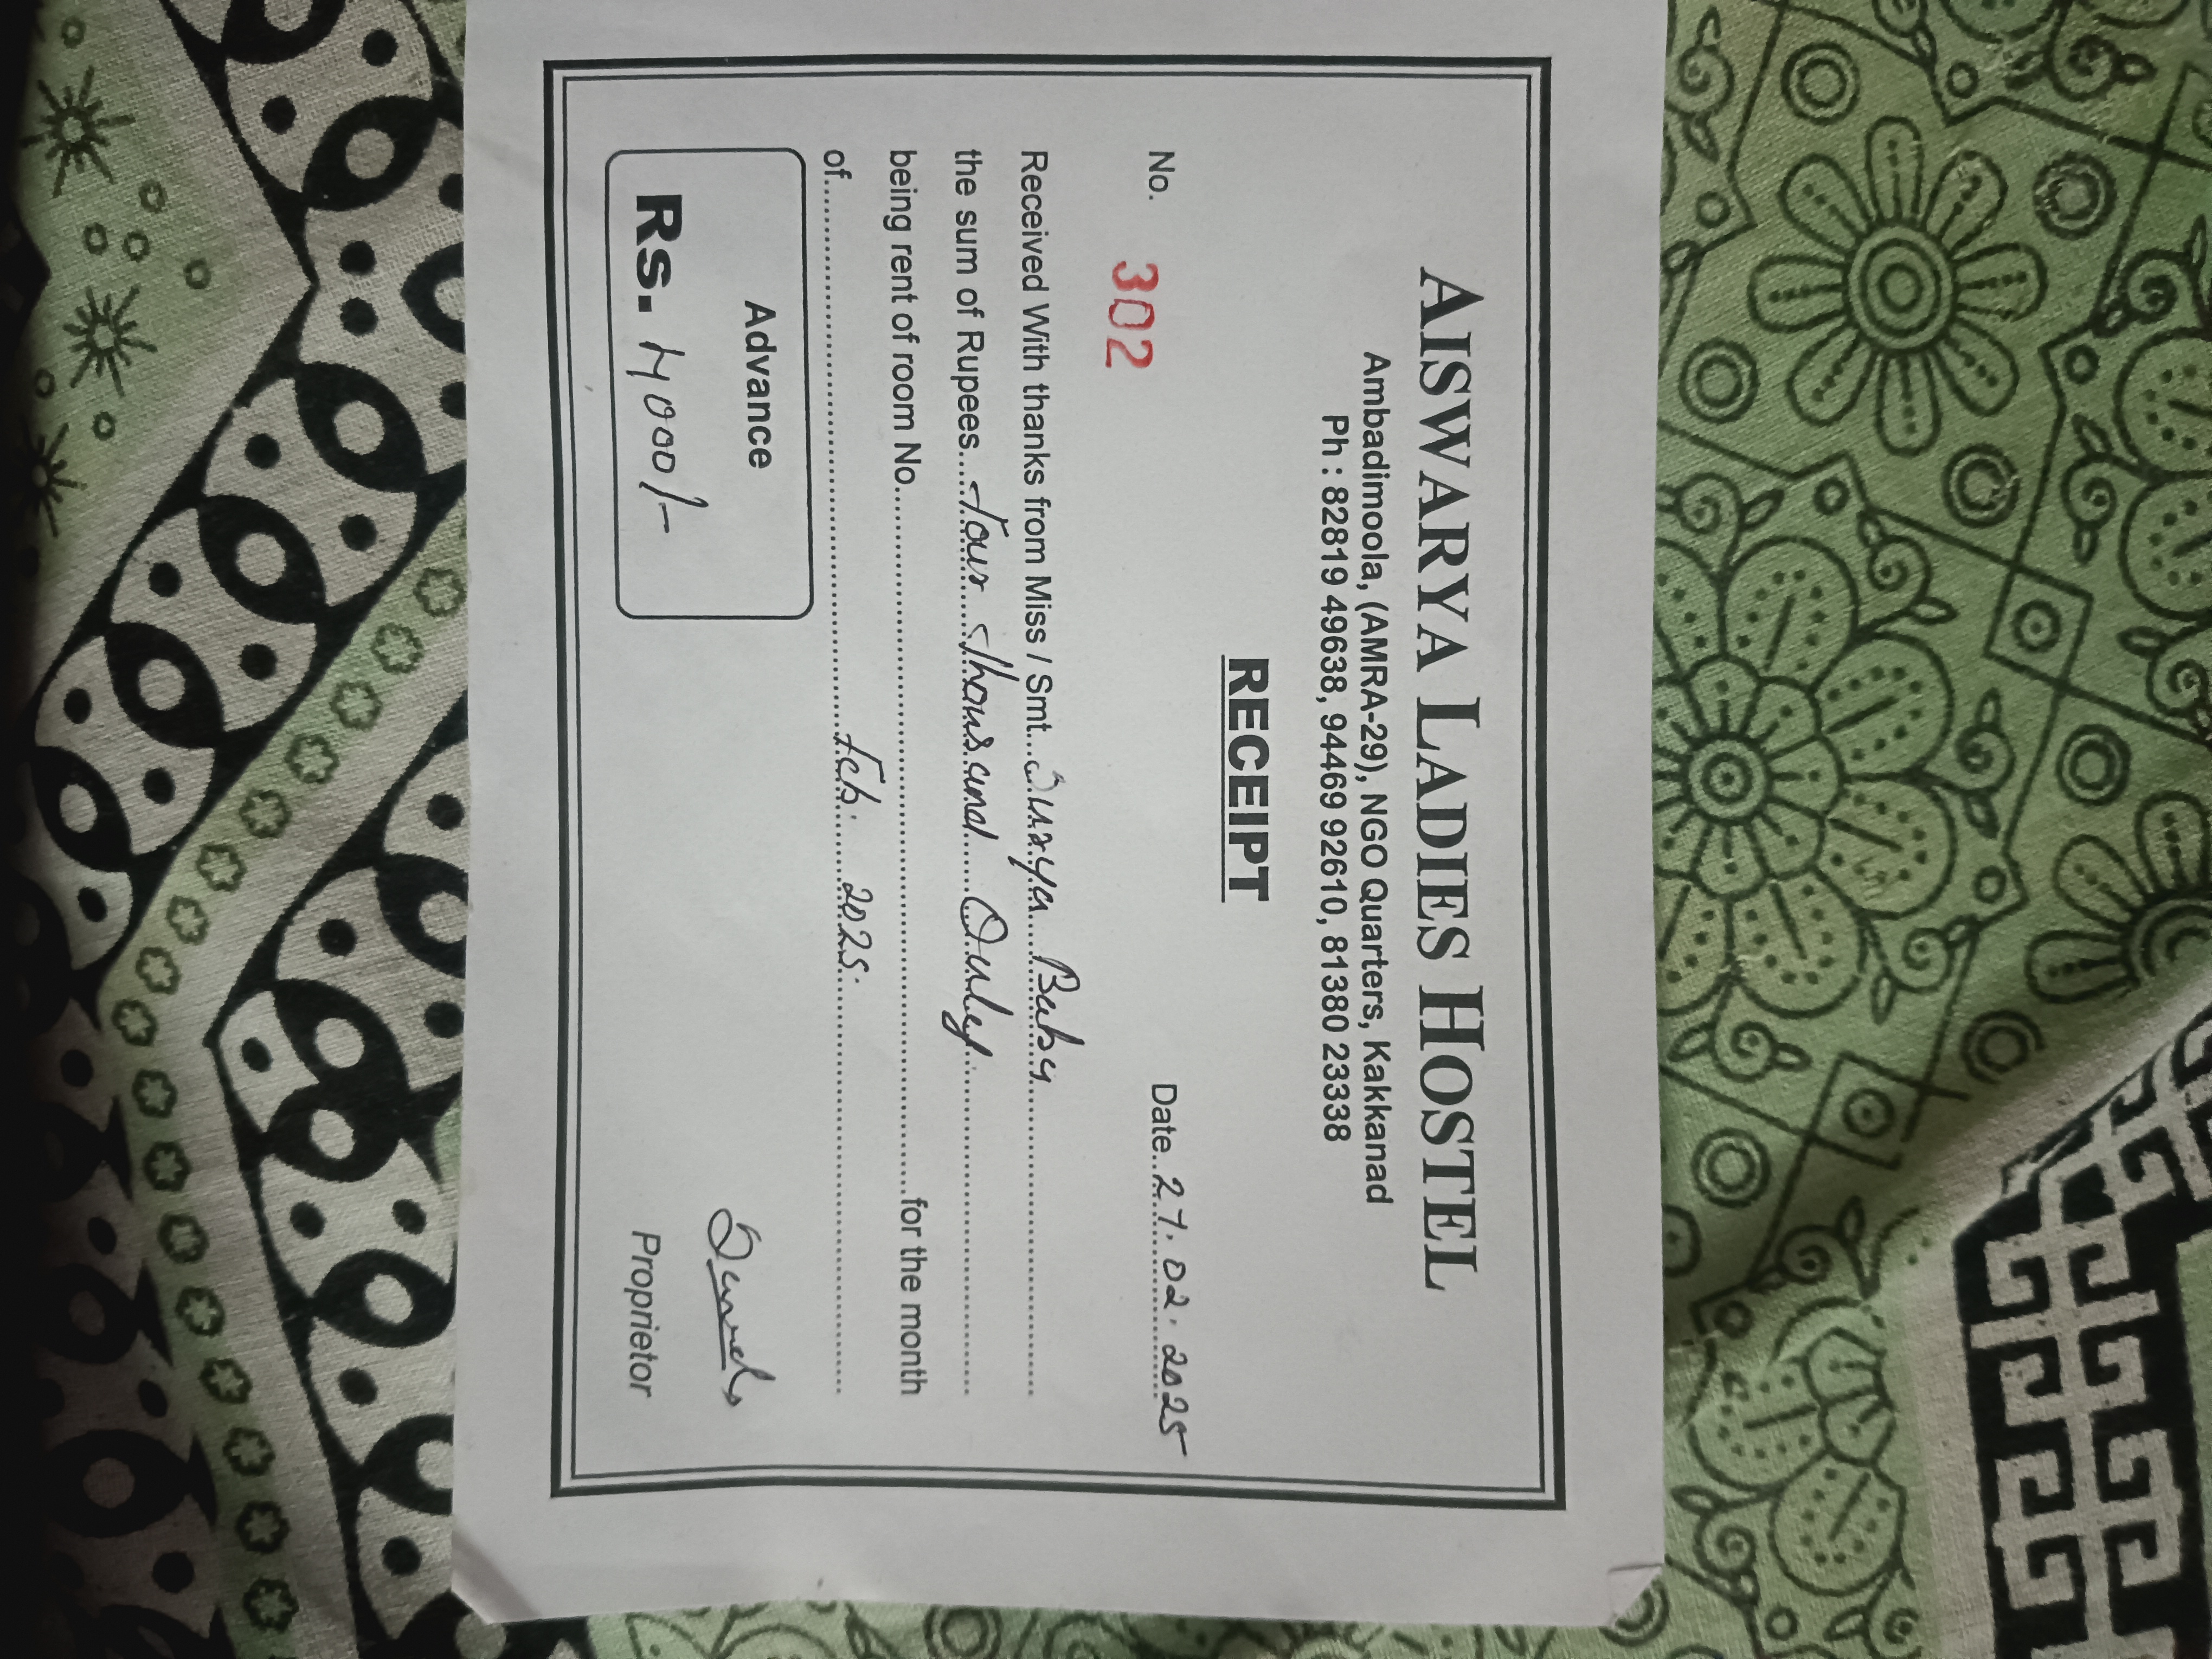 AISWARYA LADIES HOSTEL
Ambadimoola, (AMRA-29), NGO Quarters, Kakkanad
Ph : 82819 49638, 94469 92610, 81380 23338
RECEIPT
No. 302 Date 27.02.2025
Received With thanks from Miss / Smt. Surya Baby
the sum of Rupees Four thousand Only
being rent of room No. for the month
of Feb. 2025.
Advance
Rs. 4000/-
Proprietor